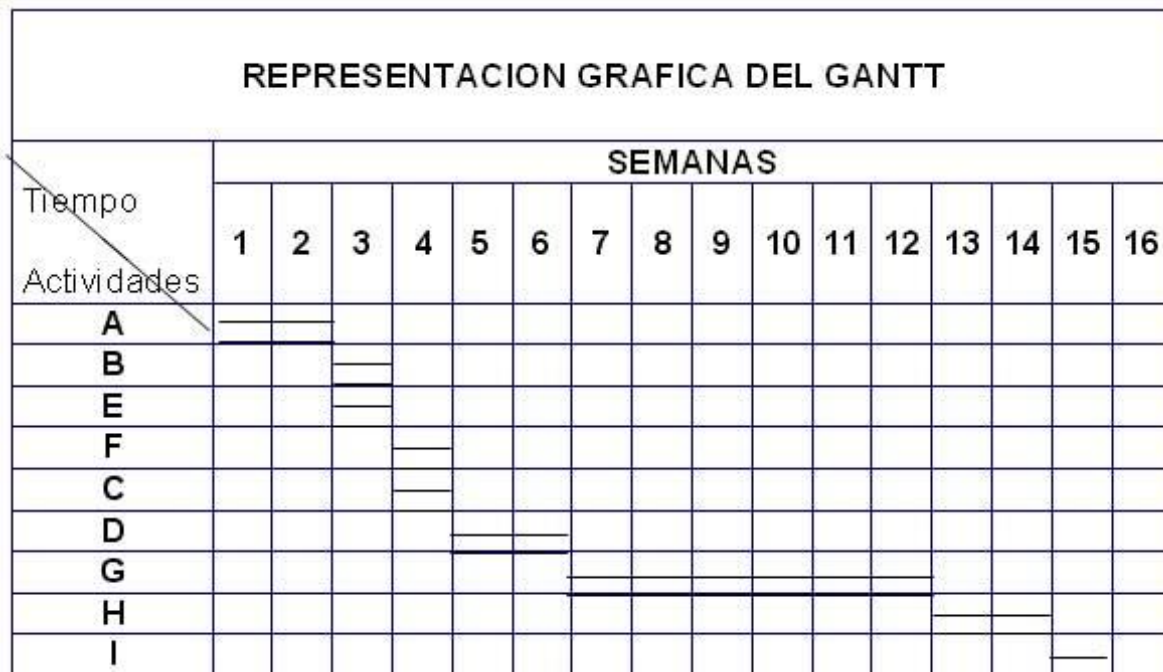 REPRESENTACION GRAFICA DEL GANTT
SEMANAS
Tiempo
Actividades
1 2 3 4 5 6 7 8 9 10 11 12 13 14 15 16
A
B
E
F
C
D
G
H
I